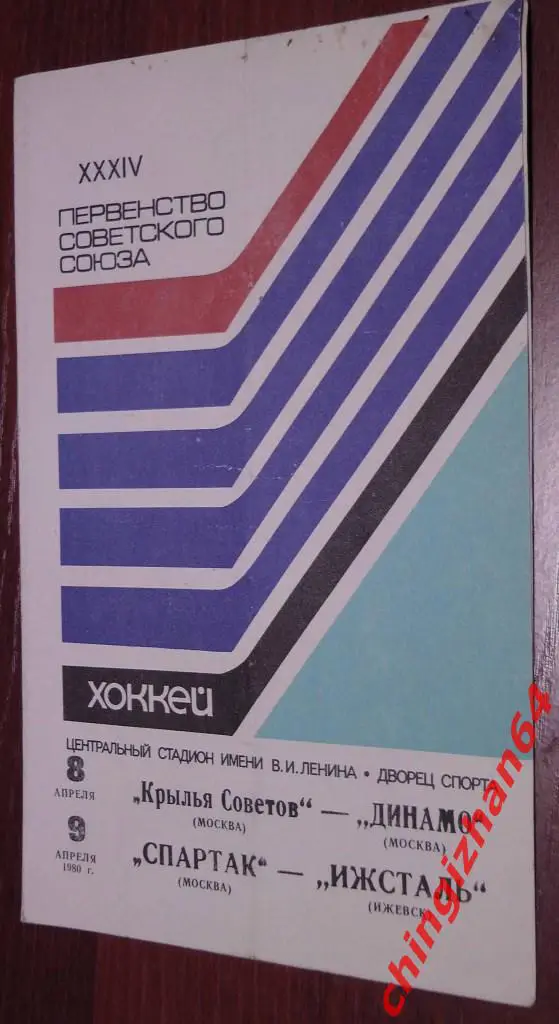 XXXIV
ПЕРВЕНСТВО
СОВЕТСКОГО
СОЮЗА
ХОККЕЙ
ЦЕНТРАЛЬНЫЙ СТАДИОН ИМЕНИ В.И.ЛЕНИНА • ДВОРЕЦ СПОРТА
8
АПРЕЛЯ
„Крылья Советов“ — „ДИНАМО“
(МОСКВА) (МОСКВА)
9
АПРЕЛЯ
1980 г.
„СПАРТАК“ — „ИЖСТАЛЬ“
(МОСКВА) (ИЖЕВСК)
chingizhan64